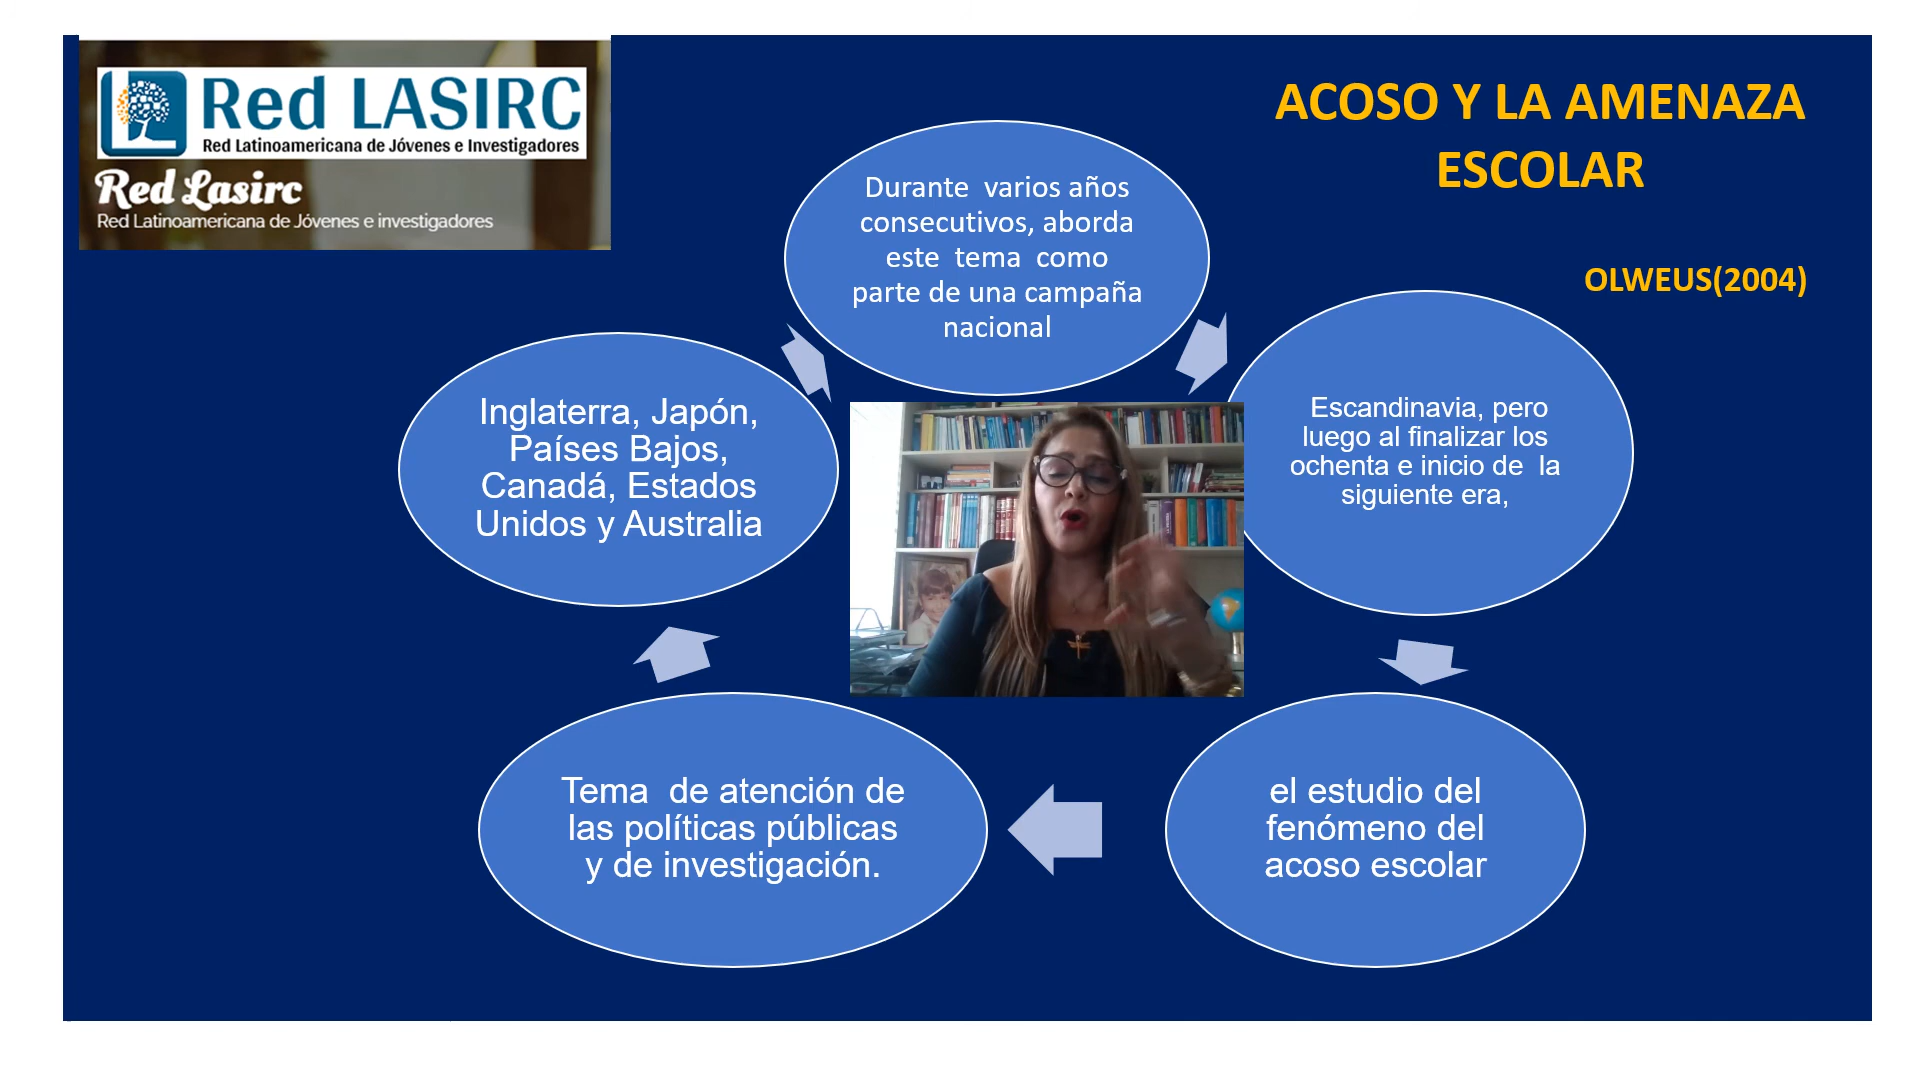 Red LASIRC
Red Latinoamericana de Jóvenes e Investigadores
Red Lasirc
Red Latinoamericana de Jóvenes e investigadores
ACOSO Y LA AMENAZA
ESCOLAR
OLWEUS(2004)
Durante varios años
consecutivos, aborda
este tema como
parte de una campaña
nacional
Escandinavia, pero
luego al finalizar los
ochenta e inicio de la
siguiente era,
el estudio del
fenómeno del
acoso escolar
Tema de atención de
las políticas públicas
y de investigación.
Inglaterra, Japón,
Países Bajos,
Canadá, Estados
Unidos y Australia